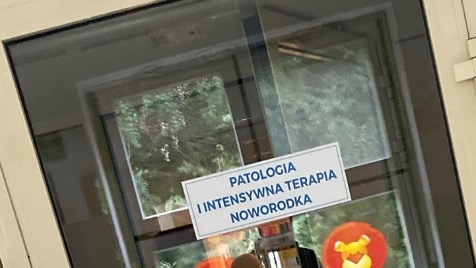 PATOLOGIA
I INTENSYWNA TERAPIA
NOWORODKA